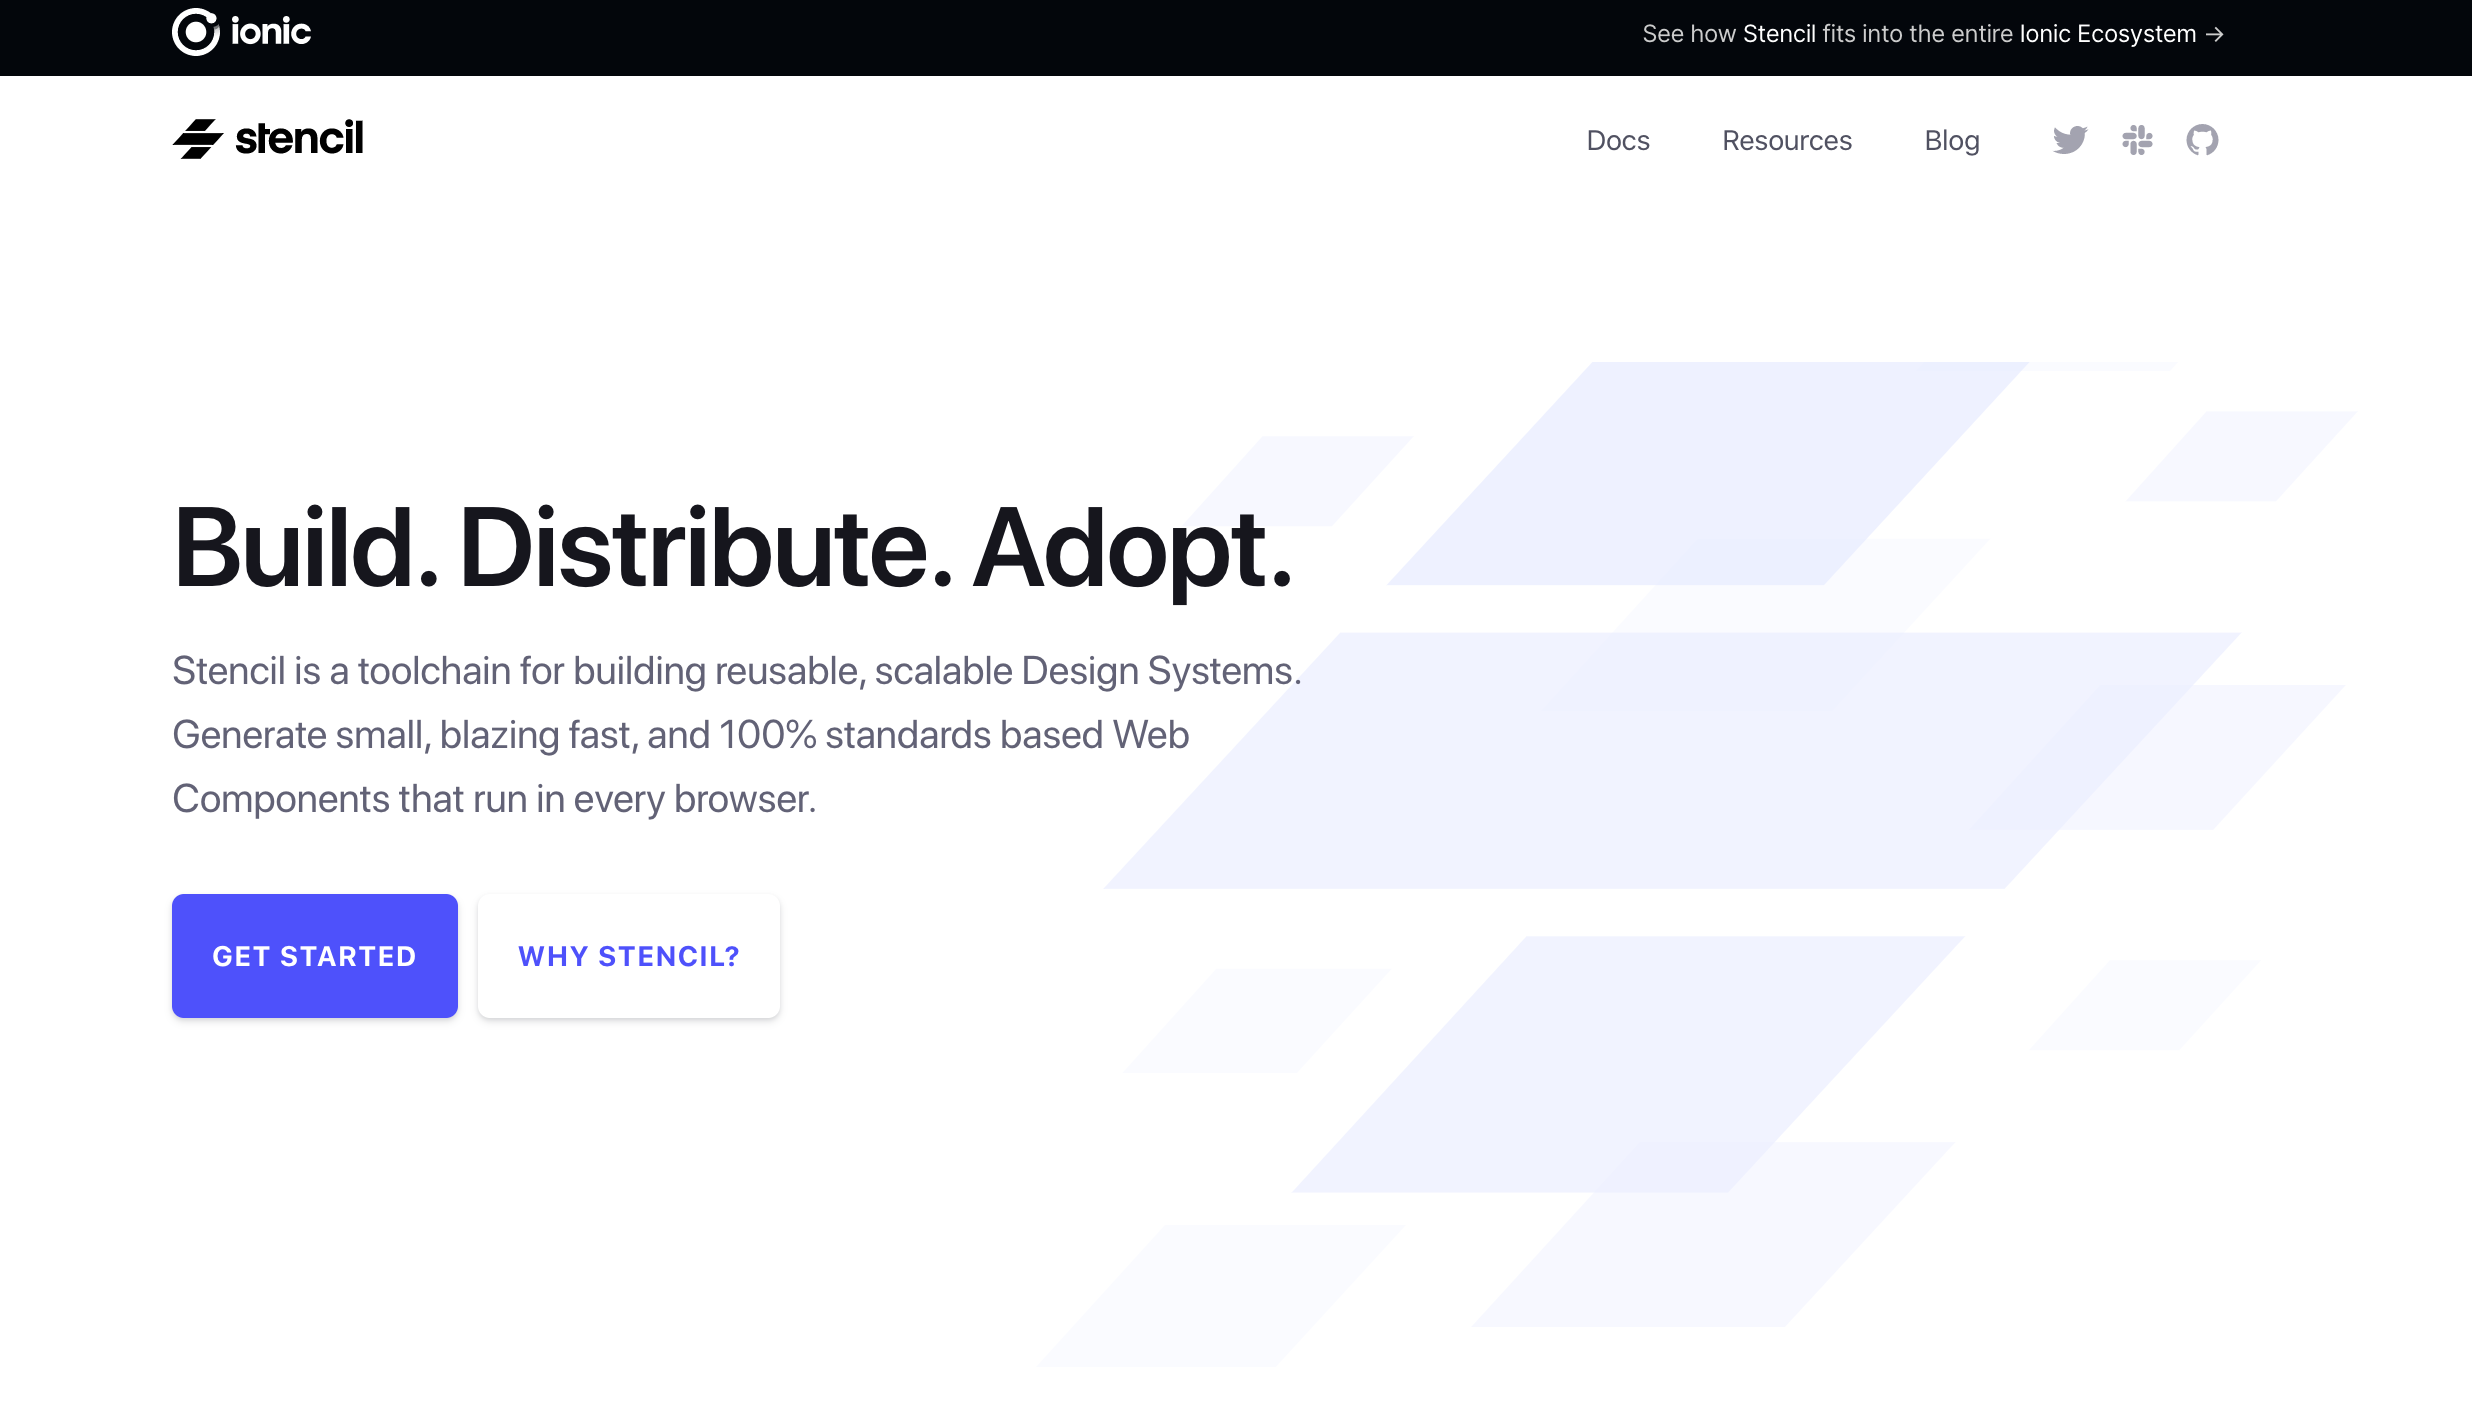 ionic
See how Stencil fits into the entire Ionic Ecosystem →
stencil
Docs
Resources
Blog
Build. Distribute. Adopt.
Stencil is a toolchain for building reusable, scalable Design Systems.
Generate small, blazing fast, and 100% standards based Web
Components that run in every browser.
GET STARTED
WHY STENCIL?